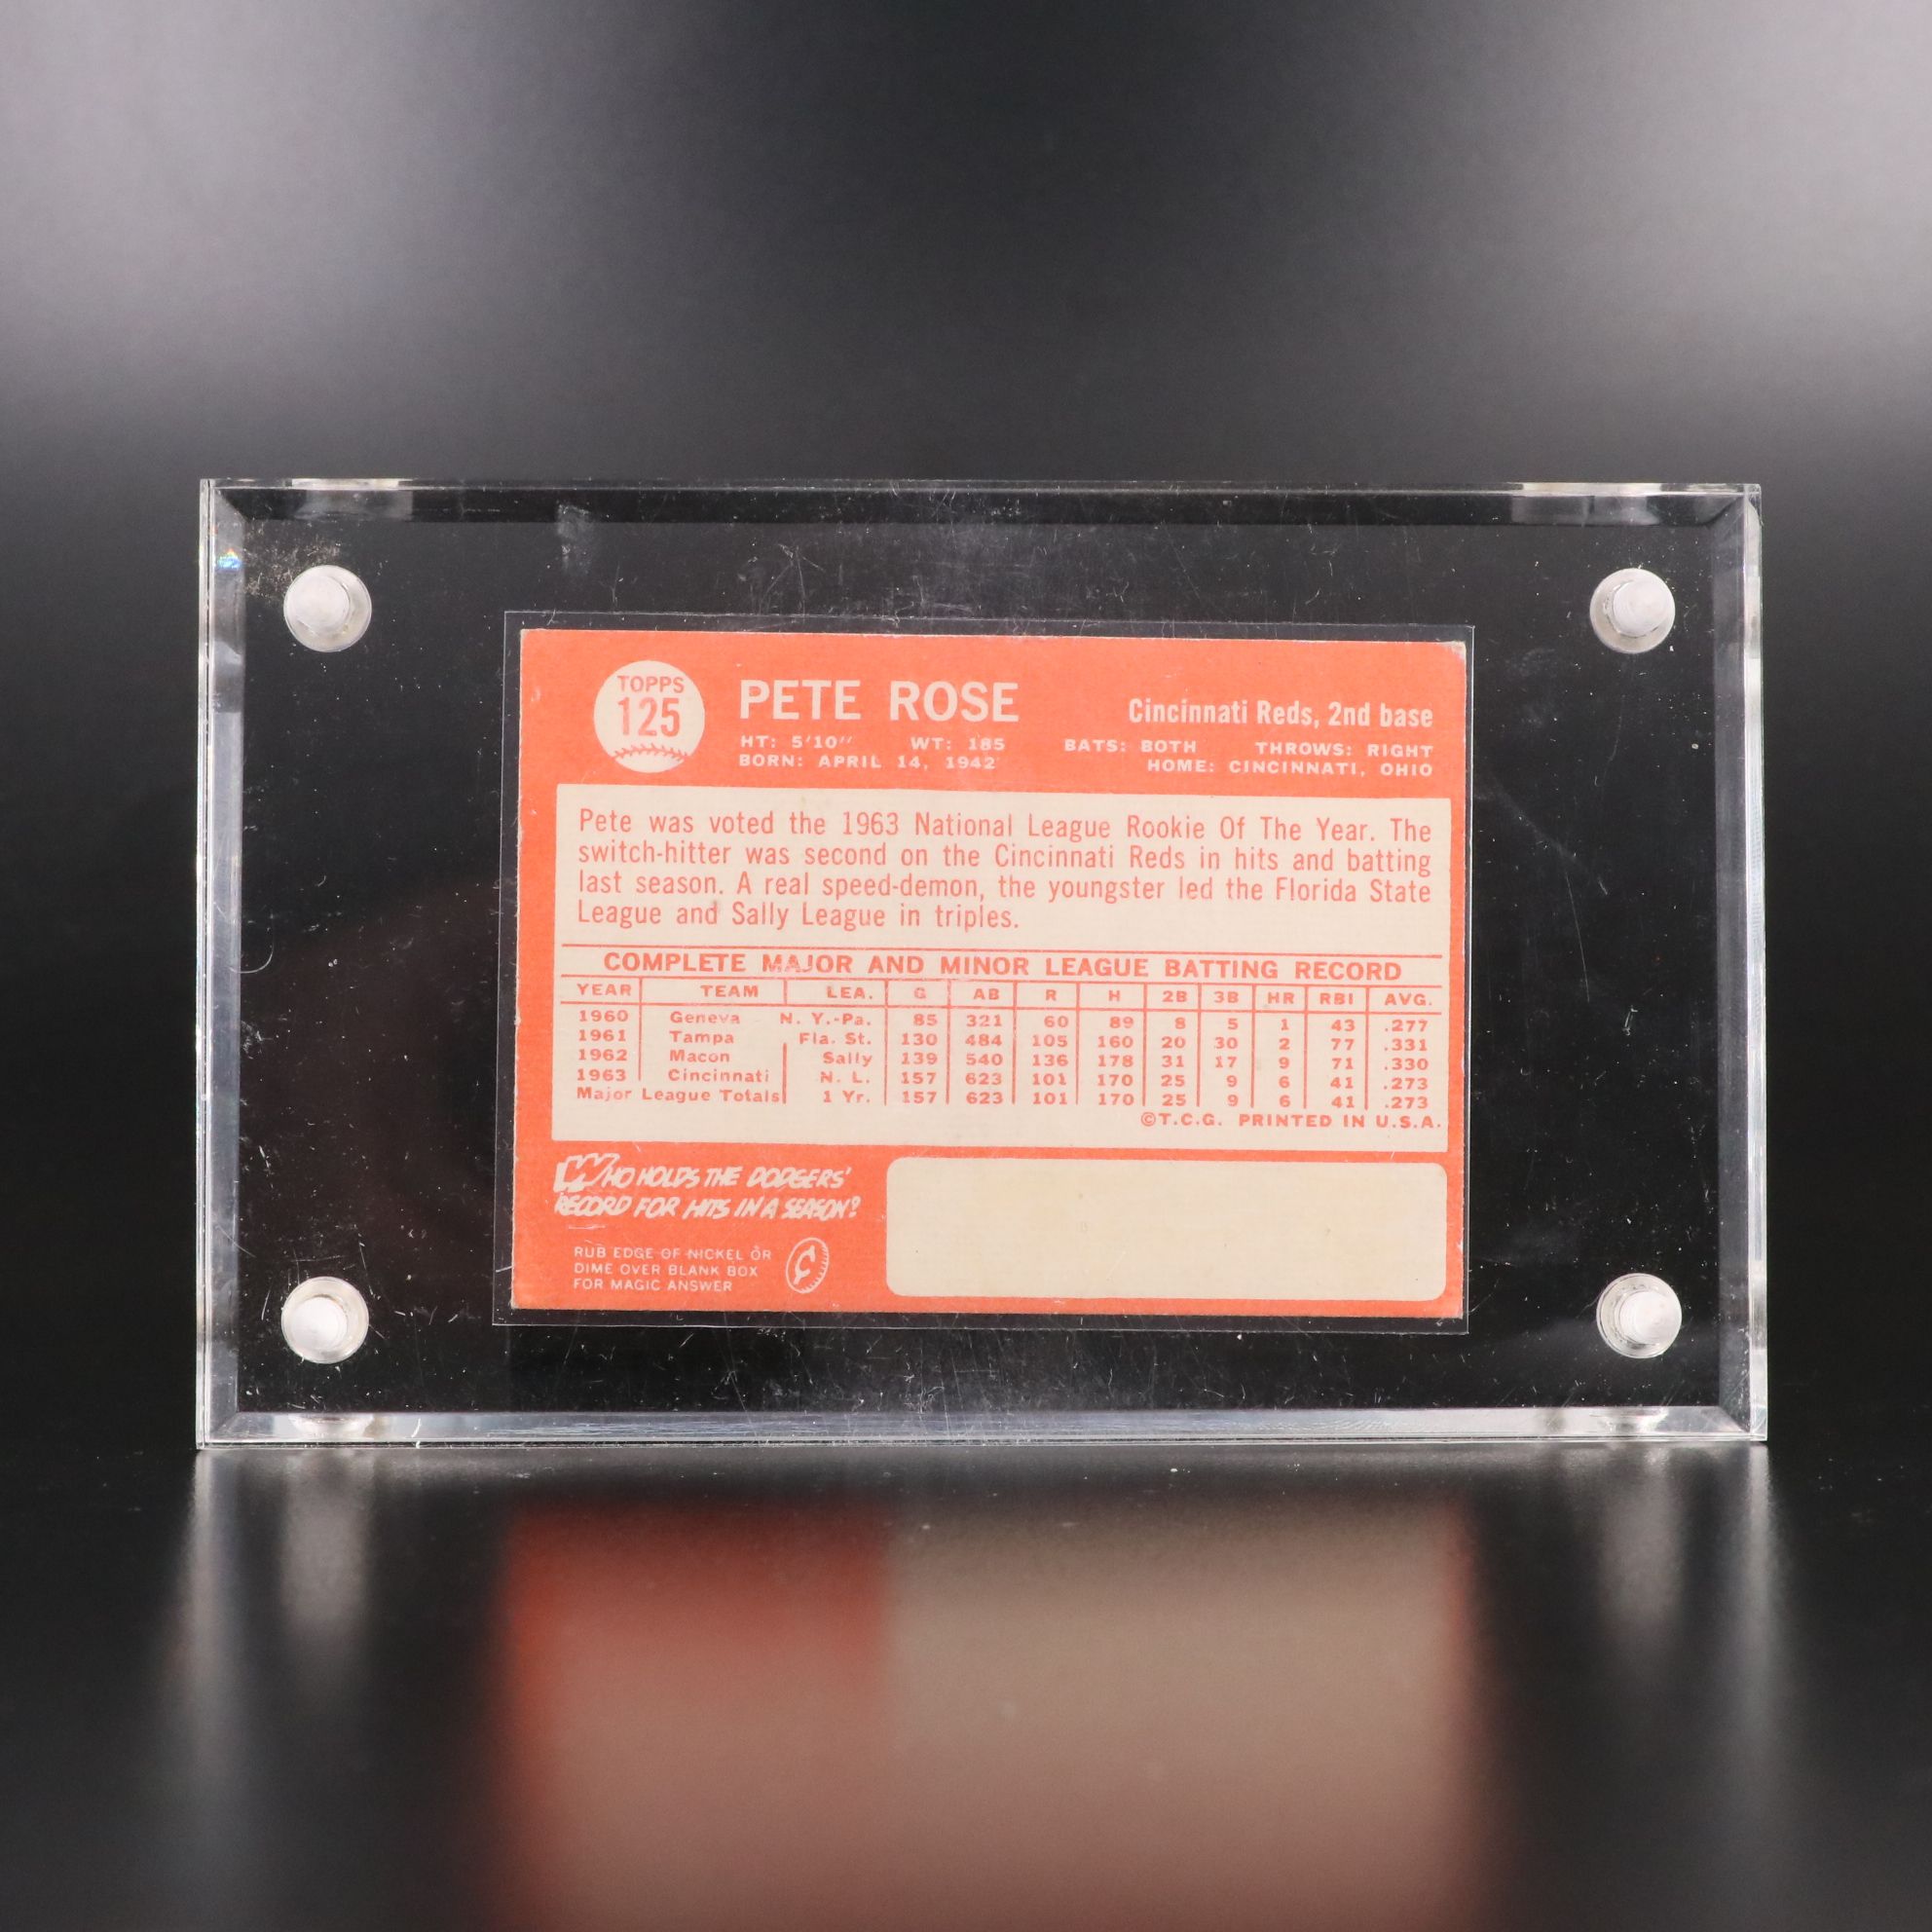 TOPPS
125
PETE ROSE
Cincinnati Reds, 2nd base
HT: 5'10" WT: 185 BATS: BOTH THROWS: RIGHT
BORN: APRIL 14, 1942 HOME: CINCINNATI, OHIO
Pete was voted the 1963 National League Rookie Of The Year. The
switch-hitter was second on the Cincinnati Reds in hits and batting
last season. A real speed-demon, the youngster led the Florida State
League and Sally League in triples.
COMPLETE MAJOR AND MINOR LEAGUE BATTING RECORD
YEAR TEAM LEA. G AB R H 2B 3B HR RBI AVG.
1960 Geneva N. Y.-Pa. 85 321 60 89 8 5 1 43 .277
1961 Tampa Fla. St. 130 484 105 160 20 30 2 77 .331
1962 Macon Sally 139 540 136 178 31 17 9 71 .330
1963 Cincinnati N. L. 157 623 101 170 25 9 6 41 .273
Major League Totals 1 Yr. 157 623 101 170 25 9 6 41 .273
©T.C.G. PRINTED IN U.S.A.
WHO HOLDS THE DODGERS'
RECORD FOR HITS IN A SEASON?
RUB EDGE OF NICKEL OR
DIME OVER BLANK BOX
FOR MAGIC ANSWER
¢